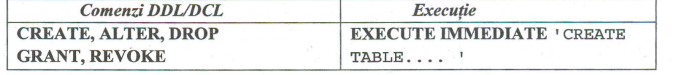 Comenzi DDL/DCL
Execuție
CREATE, ALTER, DROP
GRANT, REVOKE
EXECUTE IMMEDIATE 'CREATE
TABLE.... '